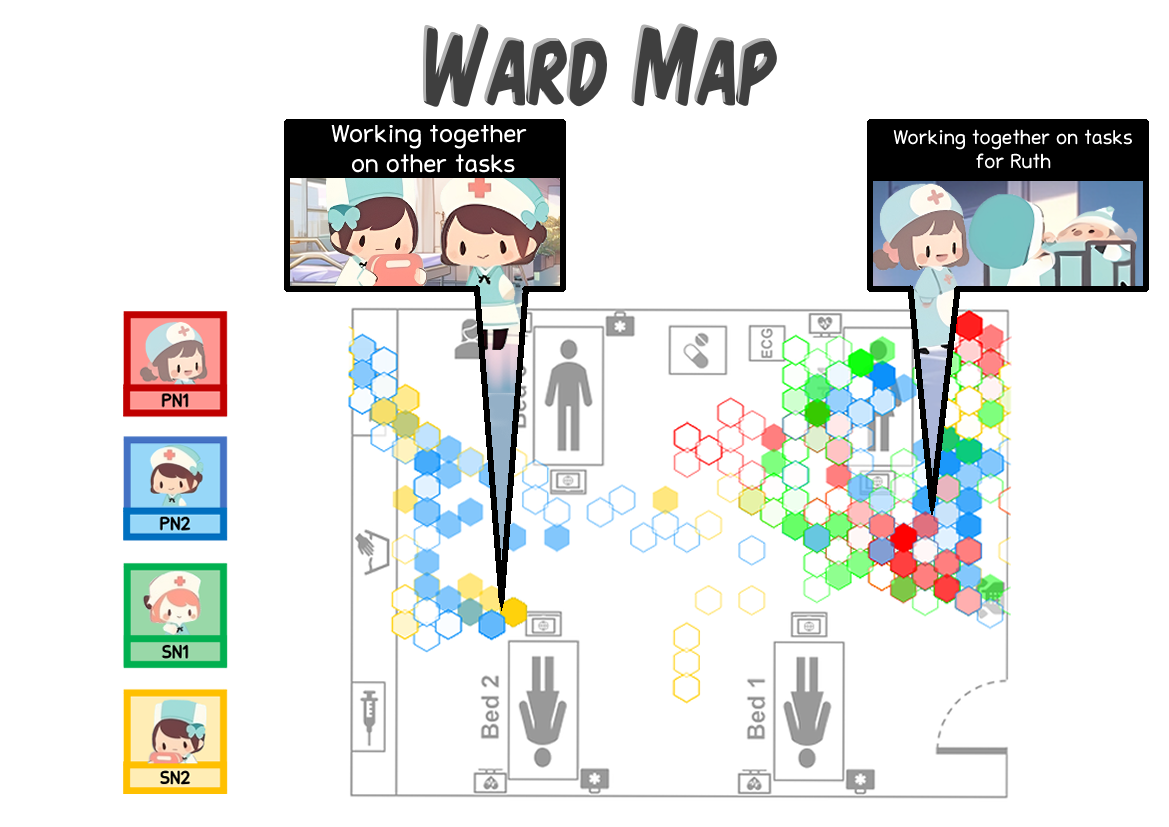 WARD MAP
Working together
on other tasks
Working together on tasks
for Ruth
PN1
PN2
SN1
SN2
ECG
Bed 2
Bed 1